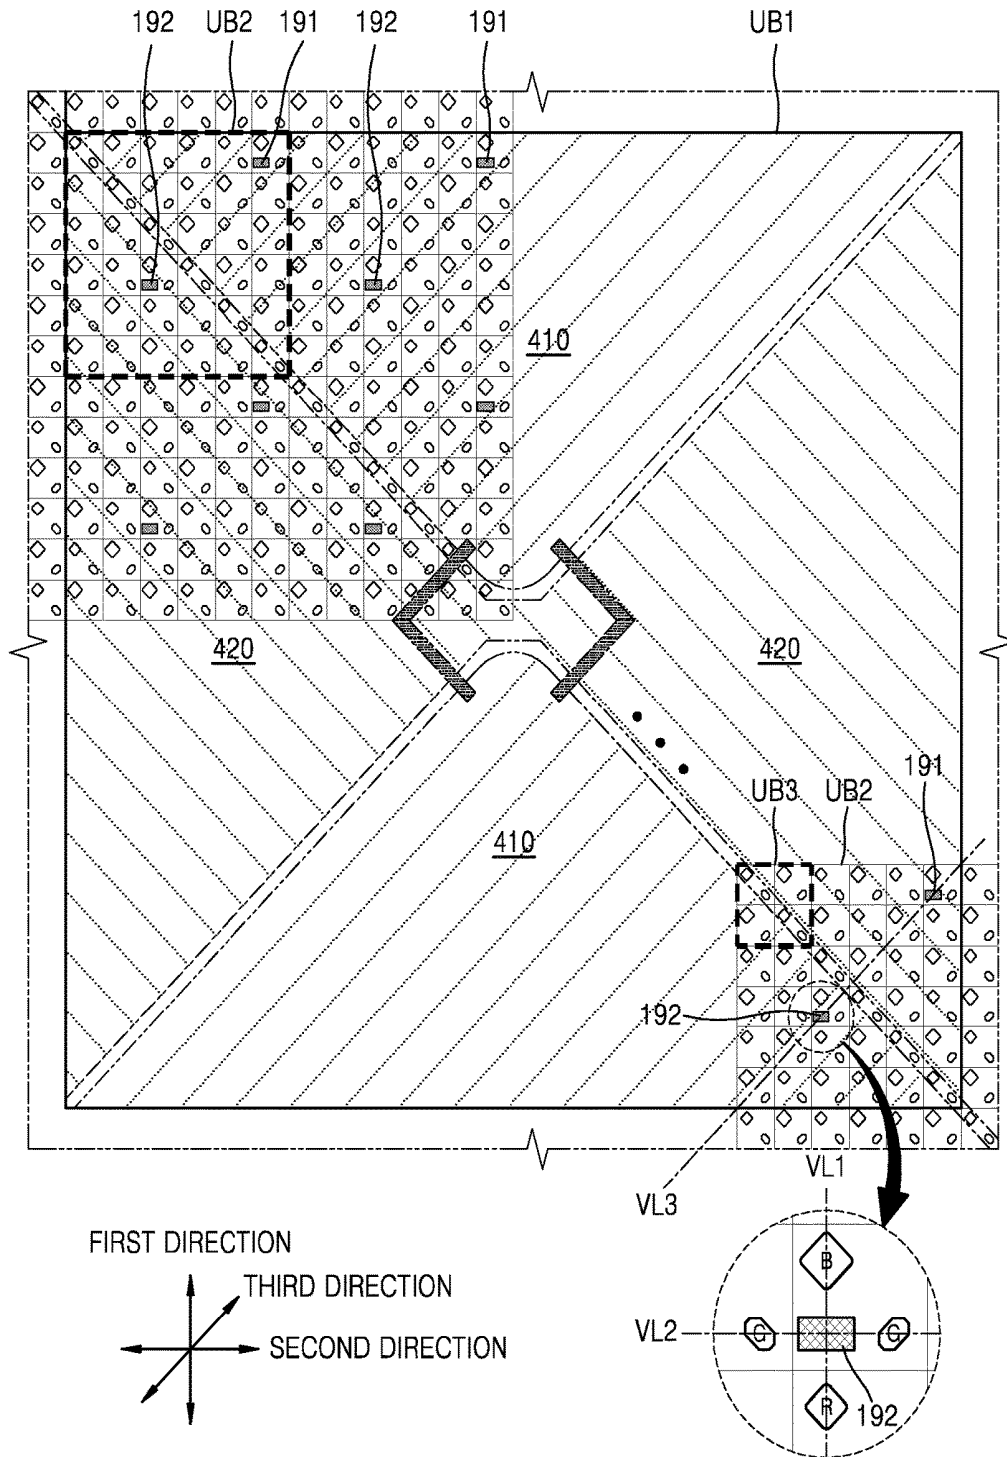 192 UB2 191 192 191 UB1
410
420 420
191
UB3 UB2
410
192
VL1
VL3
FIRST DIRECTION
THIRD DIRECTION
B
VL2 G G
SECOND DIRECTION
R 192